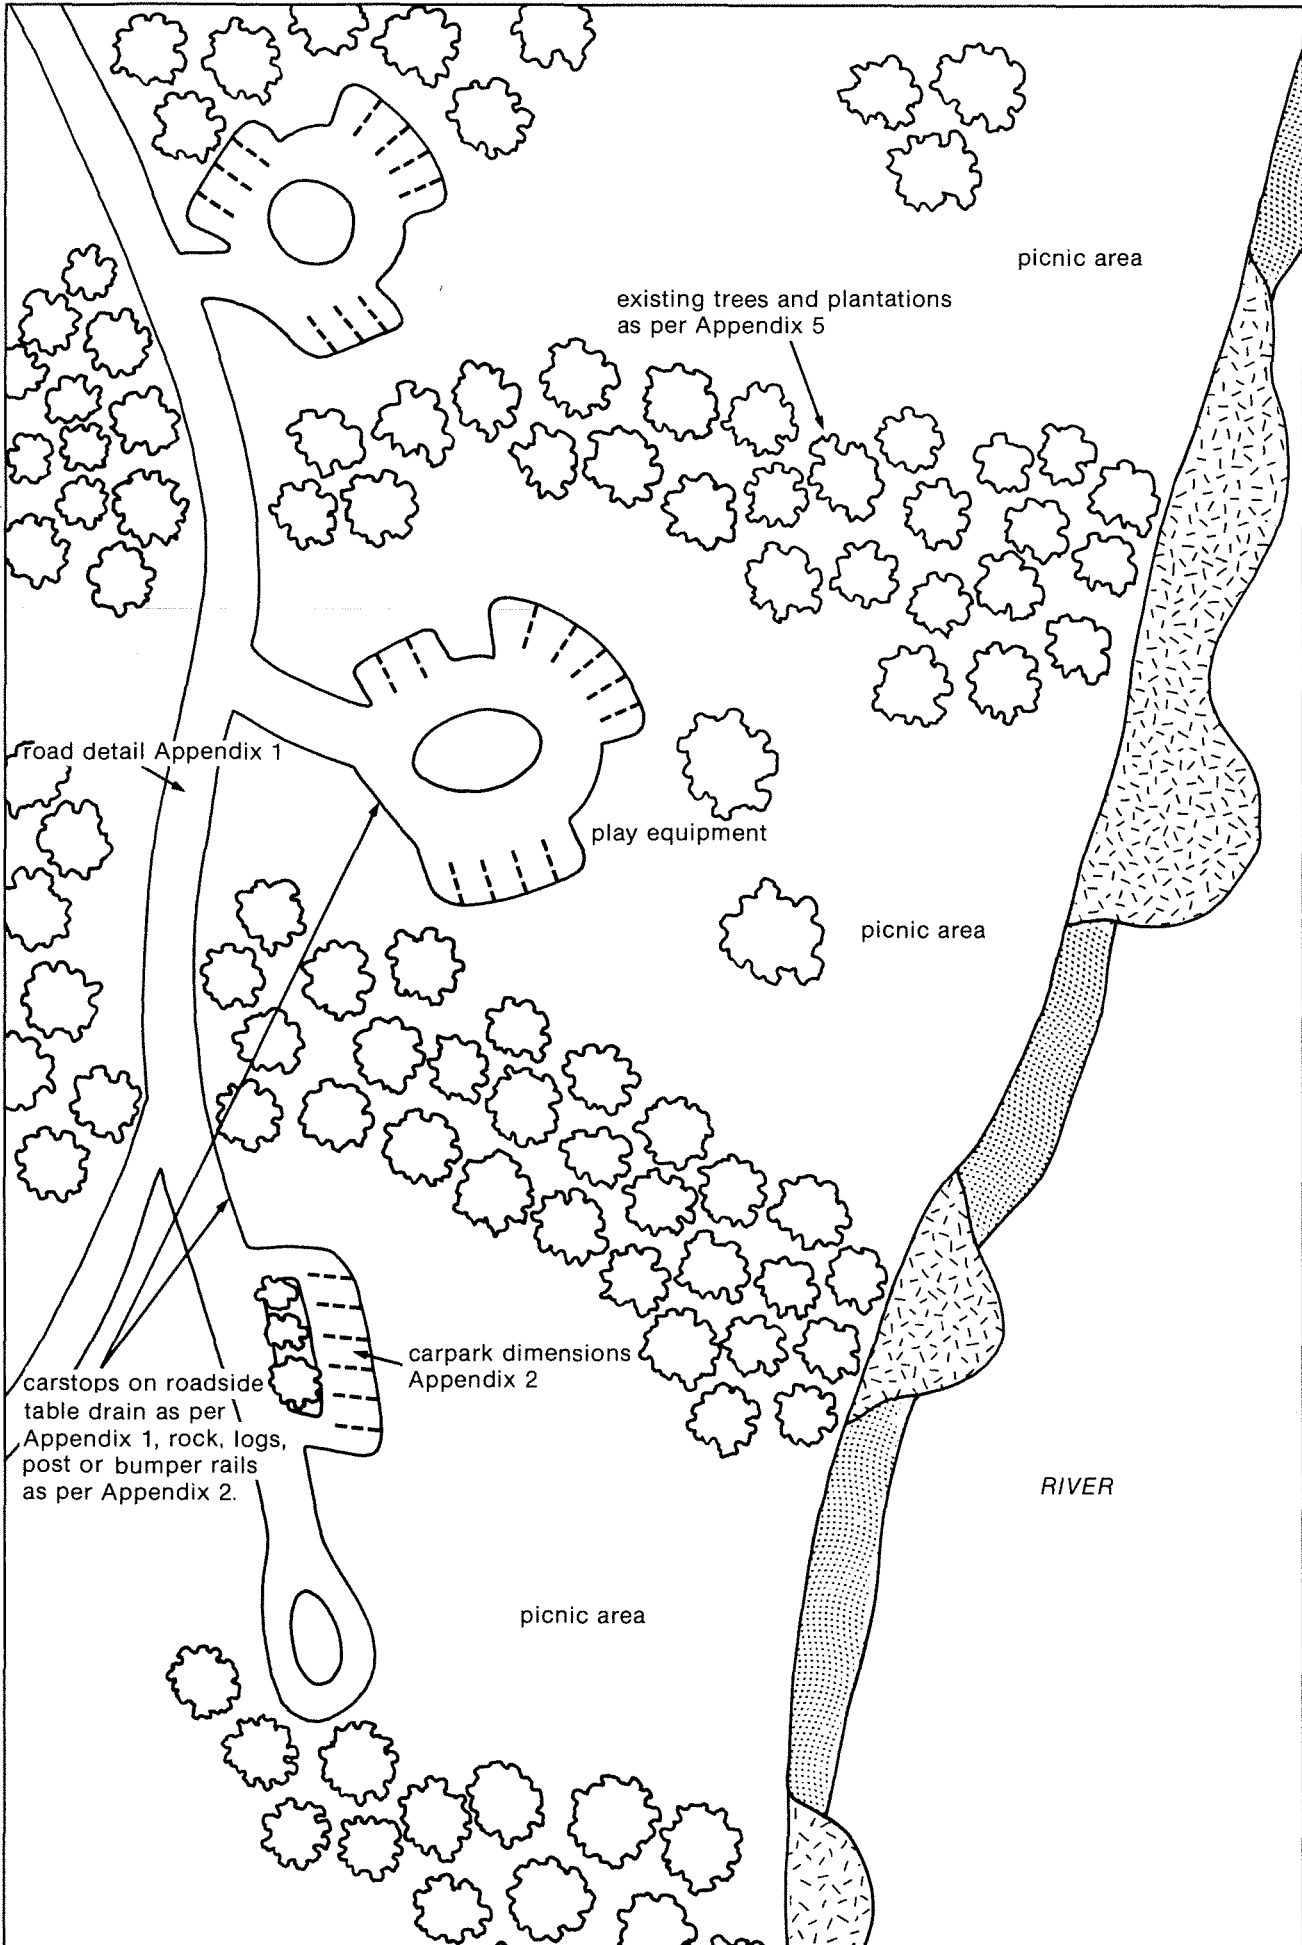 picnic area
existing trees and plantations
as per Appendix 5
road detail Appendix 1
play equipment
picnic area
carpark dimensions
Appendix 2
carstops on roadside
table drain as per
Appendix 1, rock, logs,
post or bumper rails
as per Appendix 2.
RIVER
picnic area